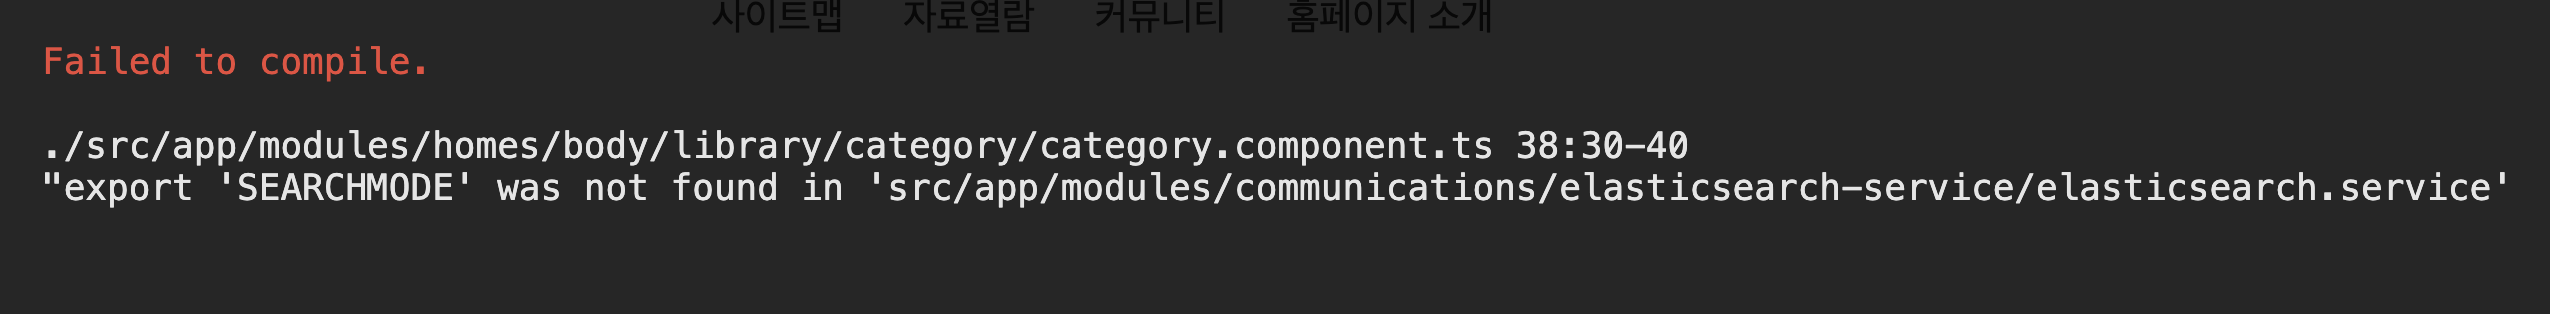 사이트맵 자료열람 커뮤니티 홈페이지 소개
Failed to compile.
./src/app/modules/homes/body/library/category/category.component.ts 38:30-40
"export 'SEARCHMODE' was not found in 'src/app/modules/communications/elasticsearch-service/elasticsearch.service'